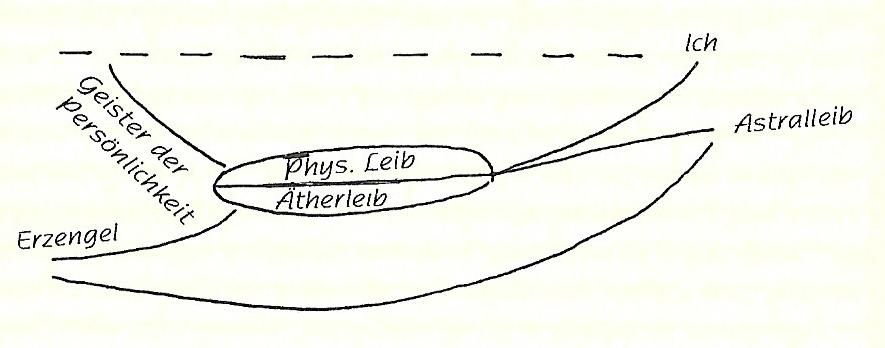 Ich
Geister der
persönlichkeit
Astralleib
phys. Leib
Ätherleib
Erzengel